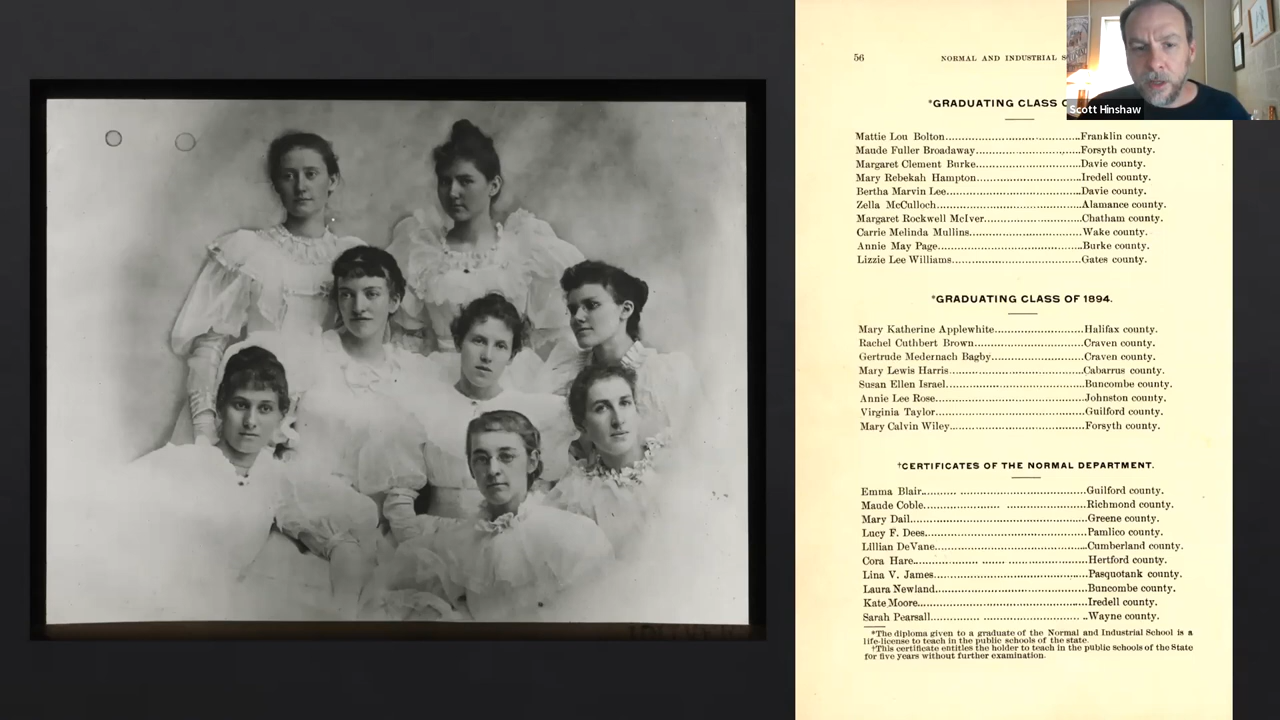 56 NORMAL AND INDUSTRIAL
Scott Hinshaw
*GRADUATING CLASS
Mattie Lou Bolton Franklin county.
Maude Fuller Broadaway Forsyth county.
Margaret Clement Burke Davie county.
Mary Rebekah Hampton Iredell county.
Bertha Marvin Lee Davie county.
Zella McCulloch Alamance county.
Margaret Rockwell McIver Chatham county.
Carrie Melinda Mullins Wake county.
Annie May Page Burke county.
Lizzie Lee Williams Gates county.
*GRADUATING CLASS OF 1894.
Mary Katherine Applewhite Halifax county.
Rachel Cuthbert Brown Craven county.
Gertrude Medernach Bagby Craven county.
Mary Lewis Harris Cabarrus county.
Susan Ellen Israel Buncombe county.
Annie Lee Rose Johnston county.
Virginia Taylor Guilford county.
Mary Calvin Wiley Forsyth county.
†CERTIFICATES OF THE NORMAL DEPARTMENT.
Emma Blair Guilford county.
Maude Coble Richmond county.
Mary Dail Greene county.
Lucy F. Dees Pamlico county.
Lillian DeVane Cumberland county.
Cora Hare Hertford county.
Lina V. James Pasquotank county.
Laura Newland Buncombe county.
Kate Moore Iredell county.
Sarah Pearsall Wayne county.
*The diploma given to a graduate of the Normal and Industrial School is a
life-license to teach in the public schools of the state.
†This certificate entitles the holder to teach in the public schools of the State
for five years without further examination.